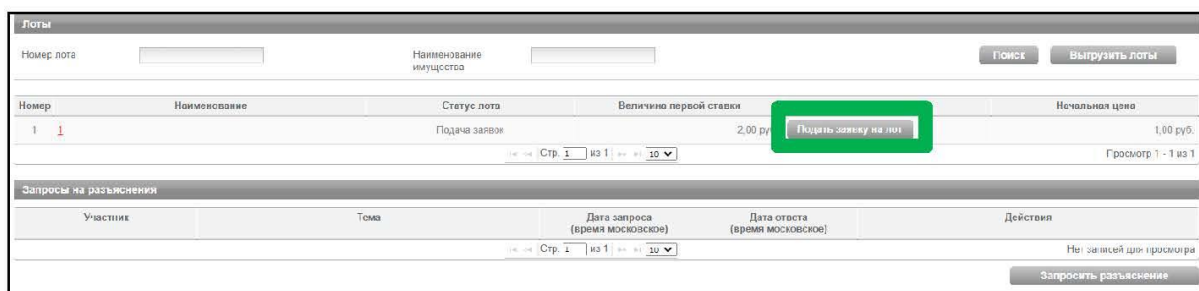 Лоты
Номер лота
Наименование имущества
Поиск
Выгрузить лоты
Номер Наименование Статус лота Величина первой ставки Начальная цена
1 1 Подача заявок 2,00 ру Подать заявку на лот 1,00 руб.
Стр. 1 из 1 10 Просмотр 1 - 1 из 1
Запросы на разъяснения
Участник Тема Дата запроса (время московское) Дата ответа (время московское) Действия
Стр. 1 из 1 10 Нет записей для просмотра
Запросить разъяснение